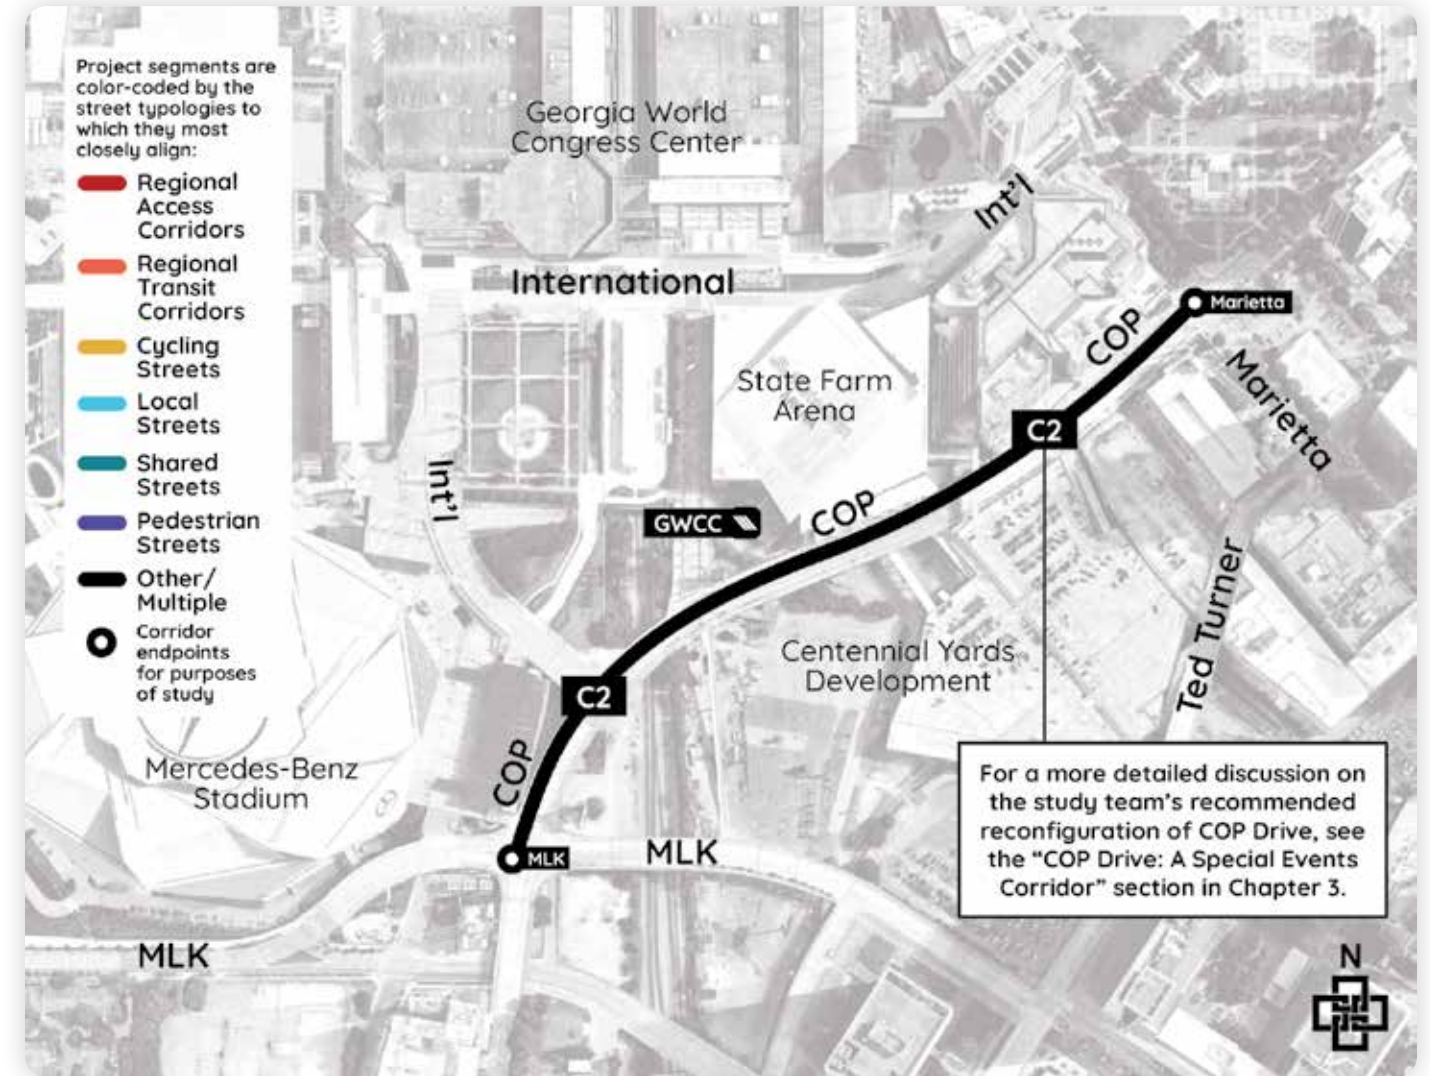 Project segments are
color-coded by the
street typologies to
which they most
closely align:
Regional
Access
Corridors
Regional
Transit
Corridors
Cycling
Streets
Local
Streets
Shared
Streets
Pedestrian
Streets
Other/
Multiple
Corridor
endpoints
for purposes
of study
Georgia World
Congress Center
Int'l
International
Marietta
COP
Marietta
State Farm
Arena
C2
Int'l
GWCC
COP
Ted Turner
Centennial Yards
Development
C2
COP
Mercedes-Benz
Stadium
MLK
MLK
MLK
For a more detailed discussion on
the study team's recommended
reconfiguration of COP Drive, see
the “COP Drive: A Special Events
Corridor” section in Chapter 3.
N